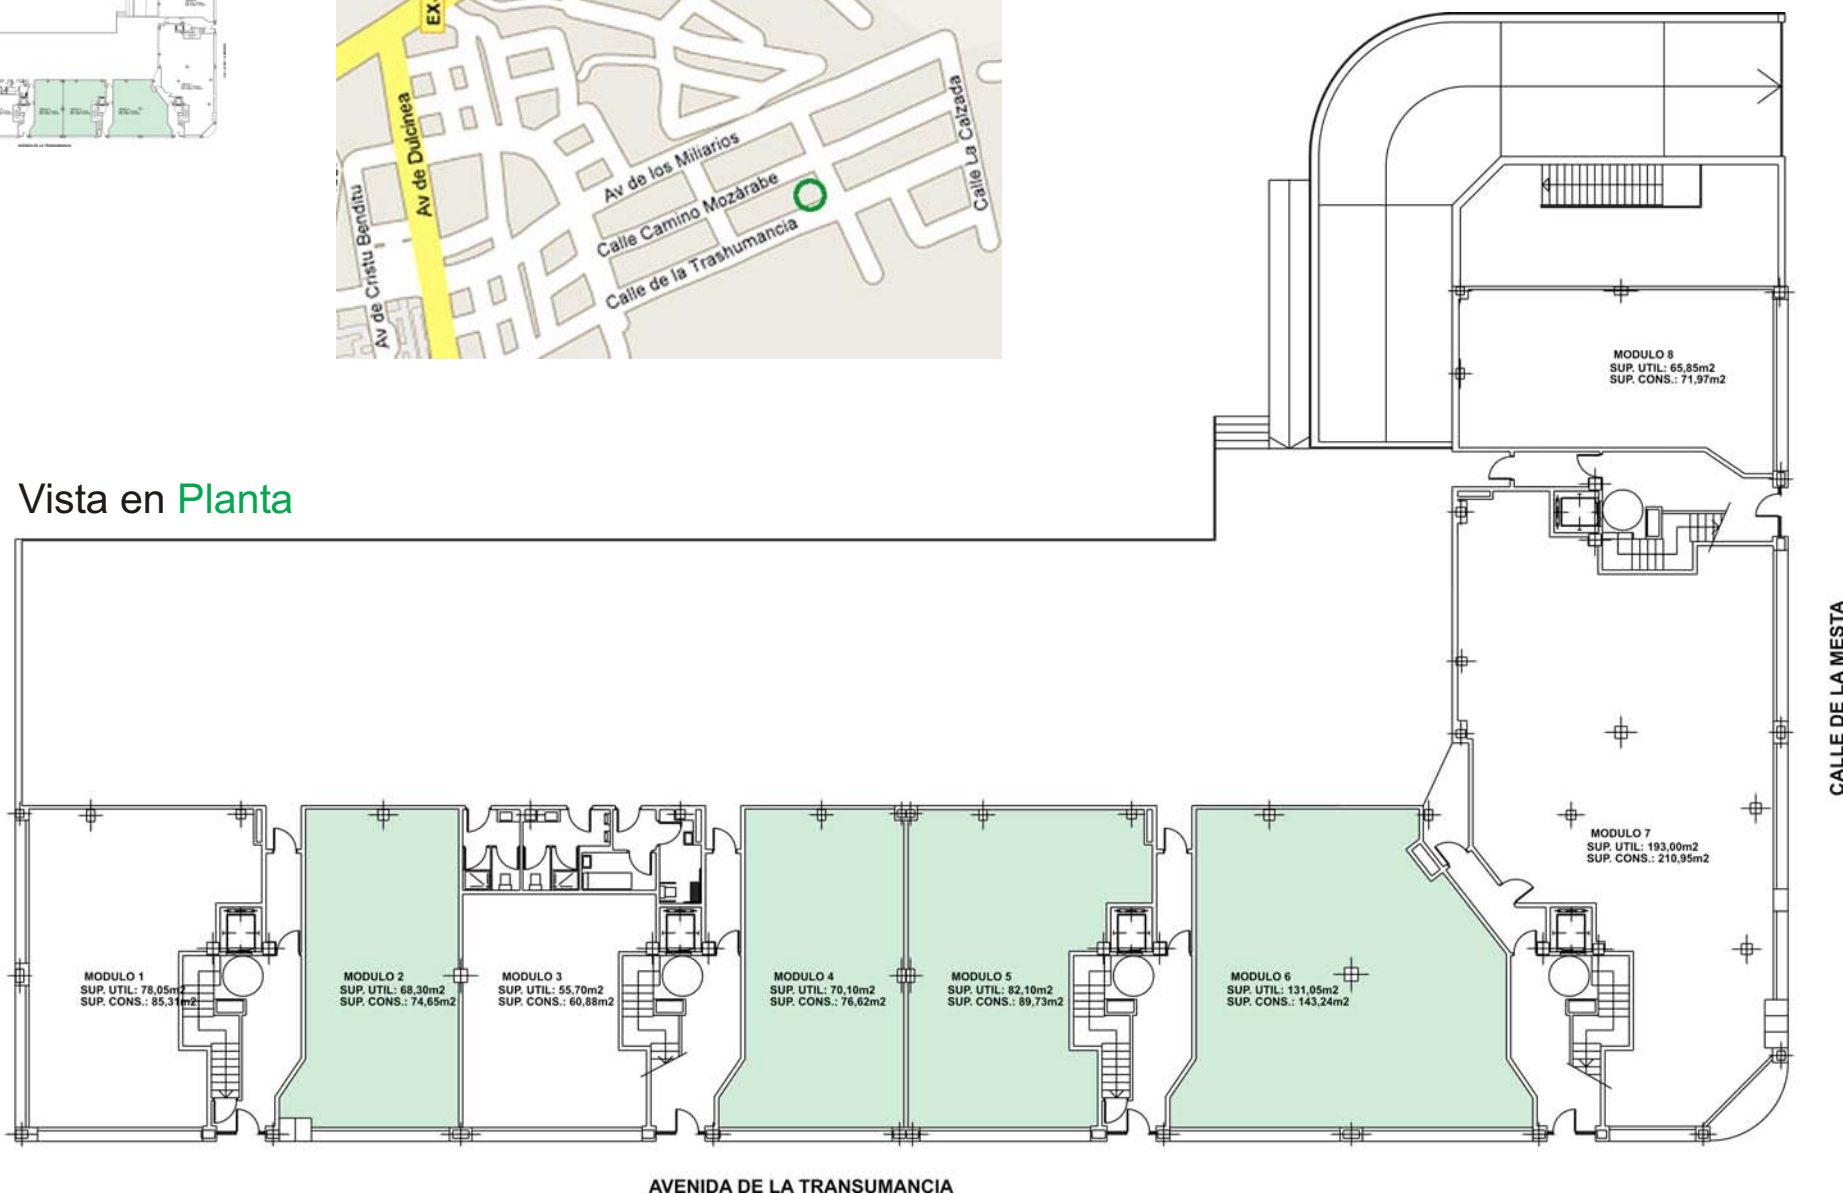 EX-
Av de Dulcinea
Av de Cristu Benditu
Av de los Miliarios
Calle Camino Mozárabe
Calle de la Trashumancia
Calle La Calzada
AVENIDA DE LA TRANSUMANCIA
Vista en Planta
MODULO 8
SUP. UTIL: 65,85m2
SUP. CONS.: 71,97m2
CALLE DE LA MESTA
MODULO 7
SUP. UTIL: 193,00m2
SUP. CONS.: 210,95m2
MODULO 1
SUP. UTIL: 78,05m2
SUP. CONS.: 85,31m2
MODULO 2
SUP. UTIL: 68,30m2
SUP. CONS.: 74,65m2
MODULO 3
SUP. UTIL: 55,70m2
SUP. CONS.: 60,88m2
MODULO 4
SUP. UTIL: 70,10m2
SUP. CONS.: 76,62m2
MODULO 5
SUP. UTIL: 82,10m2
SUP. CONS.: 89,73m2
MODULO 6
SUP. UTIL: 131,05m2
SUP. CONS.: 143,24m2
AVENIDA DE LA TRANSUMANCIA